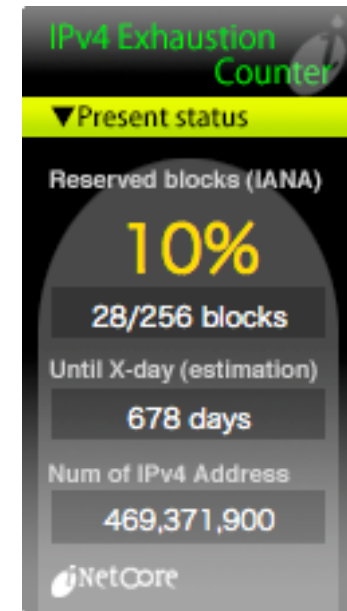 IPv4 Exhaustion
Counter
▼Present status
Reserved blocks (IANA)
10%
28/256 blocks
Until X-day (estimation)
678 days
Num of IPv4 Address
469,371,900
iNetCore